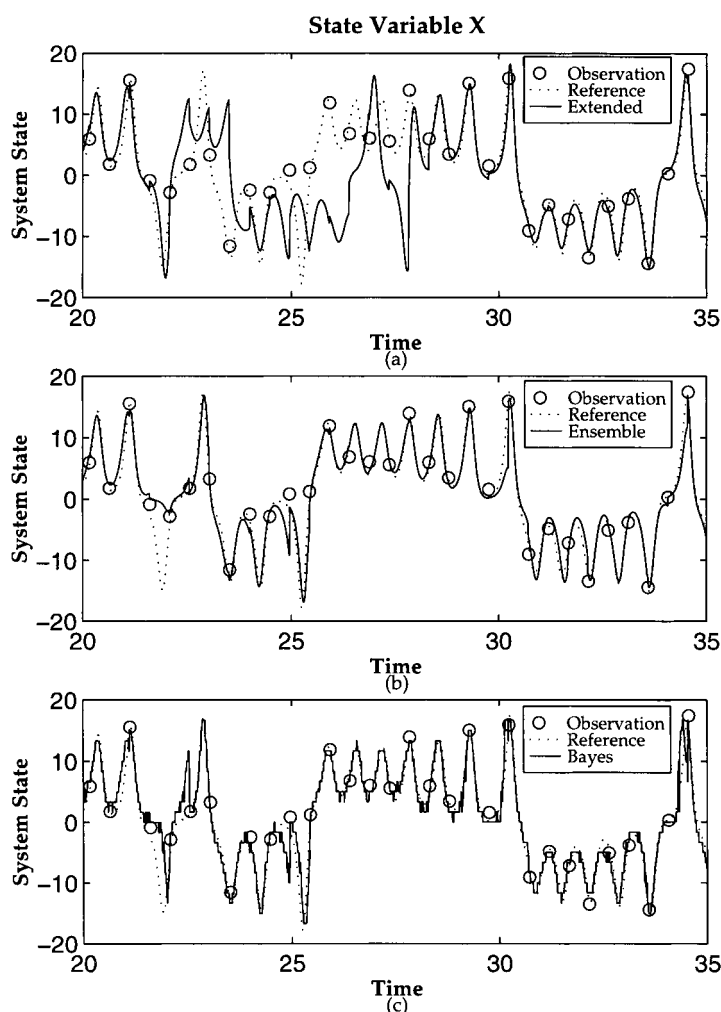 State Variable X
20
10
0
−10
−20
System State
Observation
Reference
Extended
20
25
30
35
Time
(a)
20
10
0
−10
−20
System State
Observation
Reference
Ensemble
20
25
30
35
Time
(b)
20
10
0
−10
−20
System State
Observation
Reference
Bayes
20
25
30
35
Time
(c)